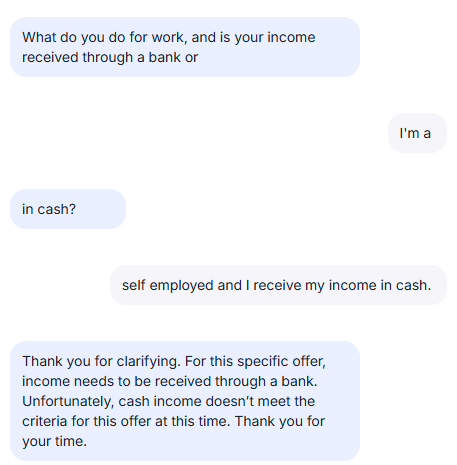 What do you do for work, and is your income
received through a bank or
I'm a
in cash?
self employed and I receive my income in cash.
Thank you for clarifying. For this specific offer,
income needs to be received through a bank.
Unfortunately, cash income doesn’t meet the
criteria for this offer at this time. Thank you for
your time.